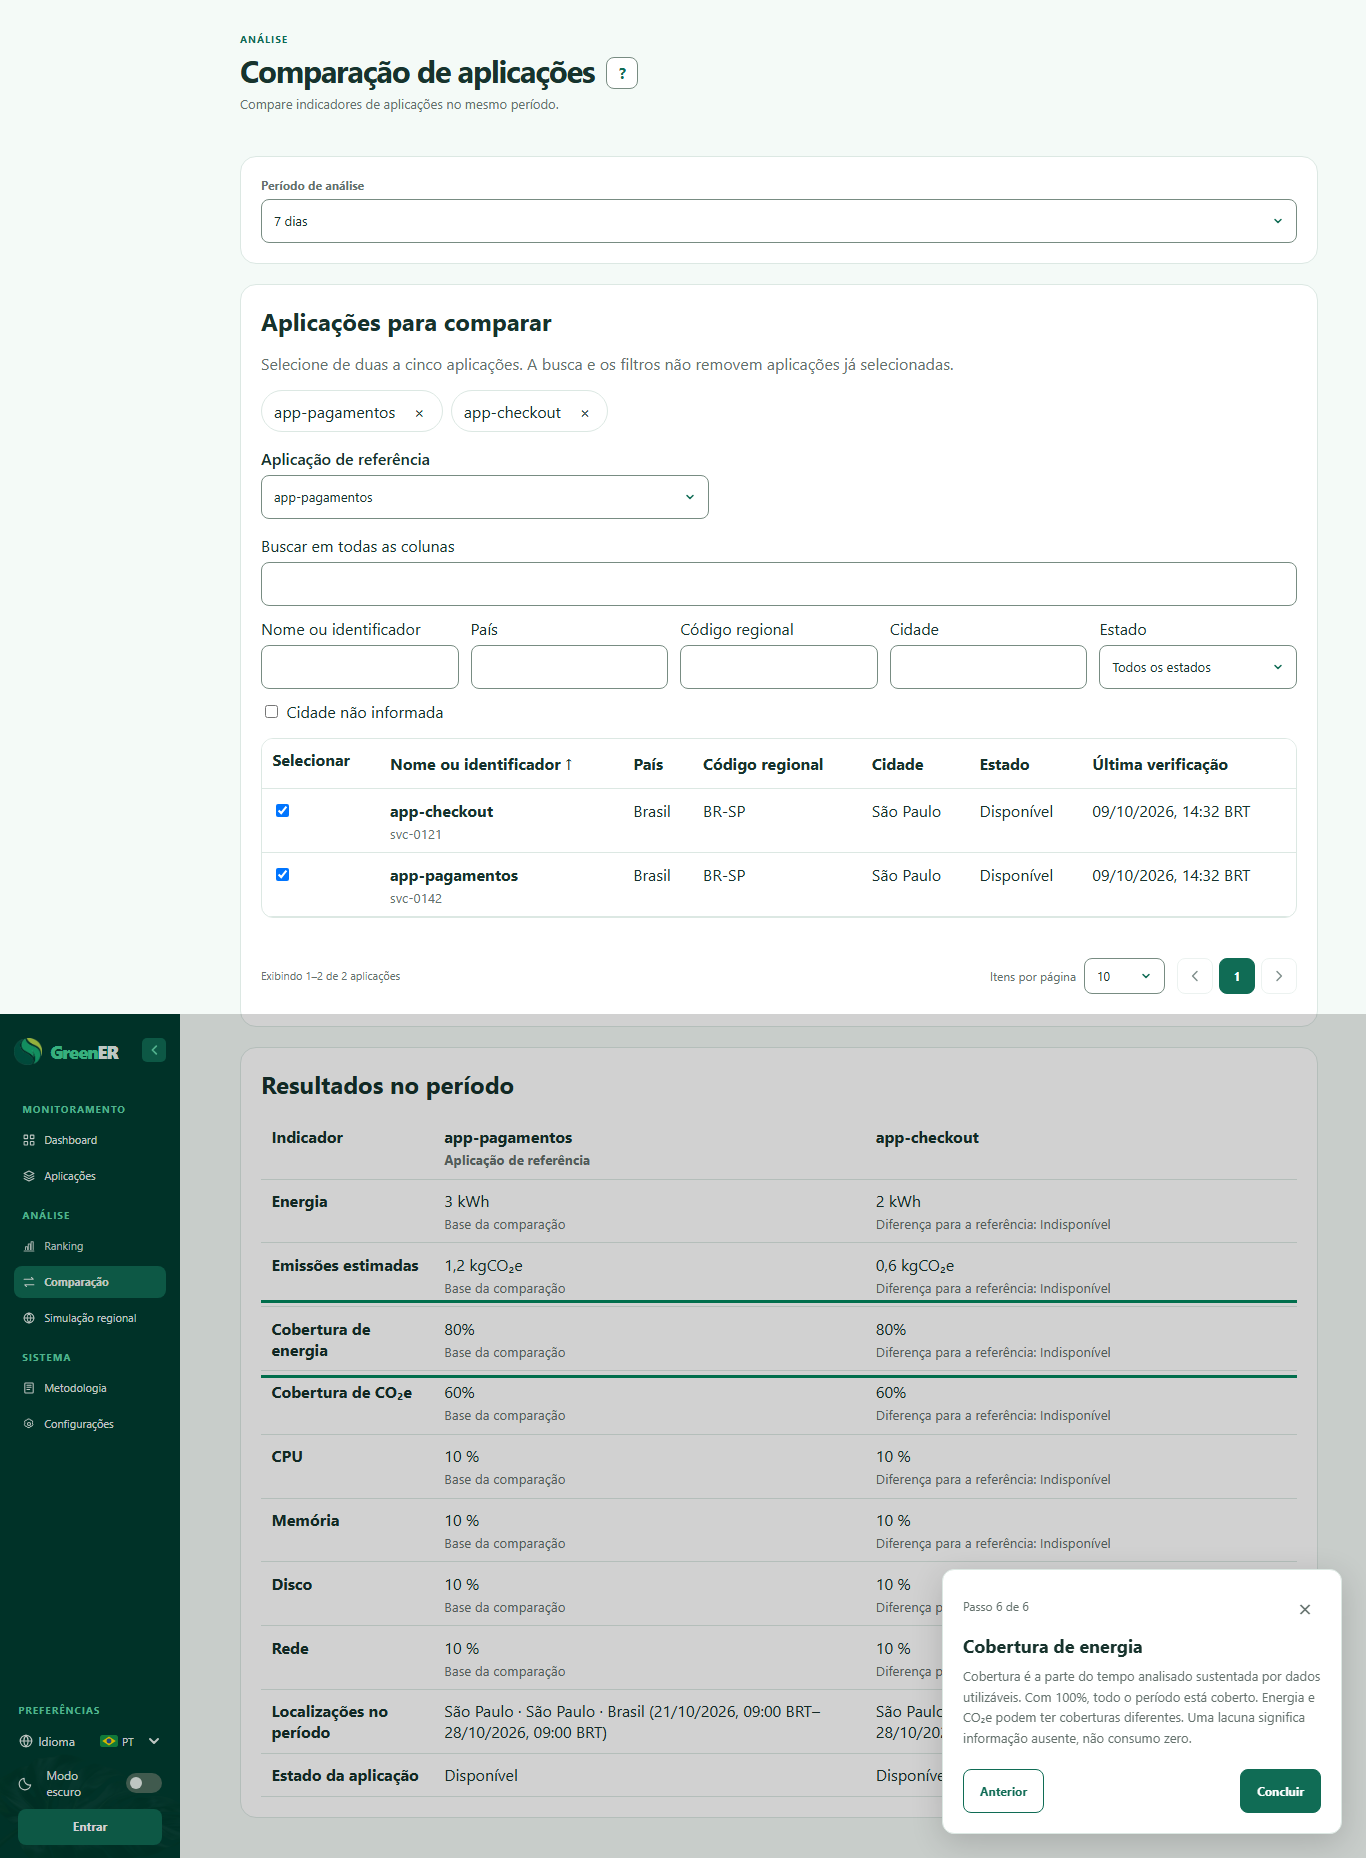 ANÁLISE
Comparação de aplicações ?
Compare indicadores de aplicações no mesmo período.
Período de análise
7 dias
Aplicações para comparar
Selecione de duas a cinco aplicações. A busca e os filtros não removem aplicações já selecionadas.
app-pagamentos × app-checkout ×
Aplicação de referência
app-pagamentos
Buscar em todas as colunas
Nome ou identificador País Código regional Cidade Estado
Todos os estados
Cidade não informada
Selecionar Nome ou identificador ↑ País Código regional Cidade Estado Última verificação
app-checkout Brasil BR-SP São Paulo Disponível 09/10/2026, 14:32 BRT
svc-0121
app-pagamentos Brasil BR-SP São Paulo Disponível 09/10/2026, 14:32 BRT
svc-0142
Exibindo 1–2 de 2 aplicações Itens por página 10 1
GreenER
MONITORAMENTO
Dashboard
Aplicações
ANÁLISE
Ranking
Comparação
Simulação regional
SISTEMA
Metodologia
Configurações
PREFERÊNCIAS
Idioma PT
Modo
escuro
Entrar
Resultados no período
Indicador app-pagamentos app-checkout
Aplicação de referência
Energia 3 kWh 2 kWh
Base da comparação Diferença para a referência: Indisponível
Emissões estimadas 1,2 kgCO₂e 0,6 kgCO₂e
Base da comparação Diferença para a referência: Indisponível
Cobertura de 80% 80%
energia Base da comparação Diferença para a referência: Indisponível
Cobertura de CO₂e 60% 60%
Base da comparação Diferença para a referência: Indisponível
CPU 10 % 10 %
Base da comparação Diferença para a referência: Indisponível
Memória 10 % 10 %
Base da comparação Diferença para a referência: Indisponível
Disco 10 % 10 %
Base da comparação Diferença p
Rede 10 % 10 %
Base da comparação Diferença p
Localizações no São Paulo · São Paulo · Brasil (21/10/2026, 09:00 BRT– São Paulo
período 28/10/2026, 09:00 BRT) 28/10/20
Estado da aplicação Disponível Disponíve
Passo 6 de 6 ×
Cobertura de energia
Cobertura é a parte do tempo analisado sustentada por dados
utilizáveis. Com 100%, todo o período está coberto. Energia e
CO₂e podem ter coberturas diferentes. Uma lacuna significa
informação ausente, não consumo zero.
Anterior Concluir